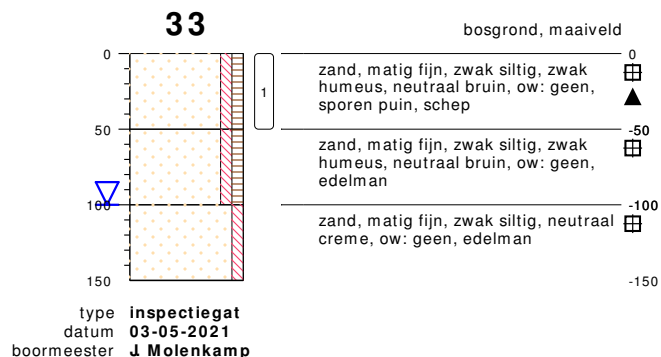 33
bosgrond, maaiveld
0
0
zand, matig fijn, zwak siltig, zwak
humeus, neutraal bruin, ow: geen,
sporen puin, schep
1
50
-50
zand, matig fijn, zwak siltig, zwak
humeus, neutraal bruin, ow: geen,
edelman
100
-100
zand, matig fijn, zwak siltig, neutraal
creme, ow: geen, edelman
150
-150
type inspectiegat
datum 03-05-2021
boormeester J. Molenkamp